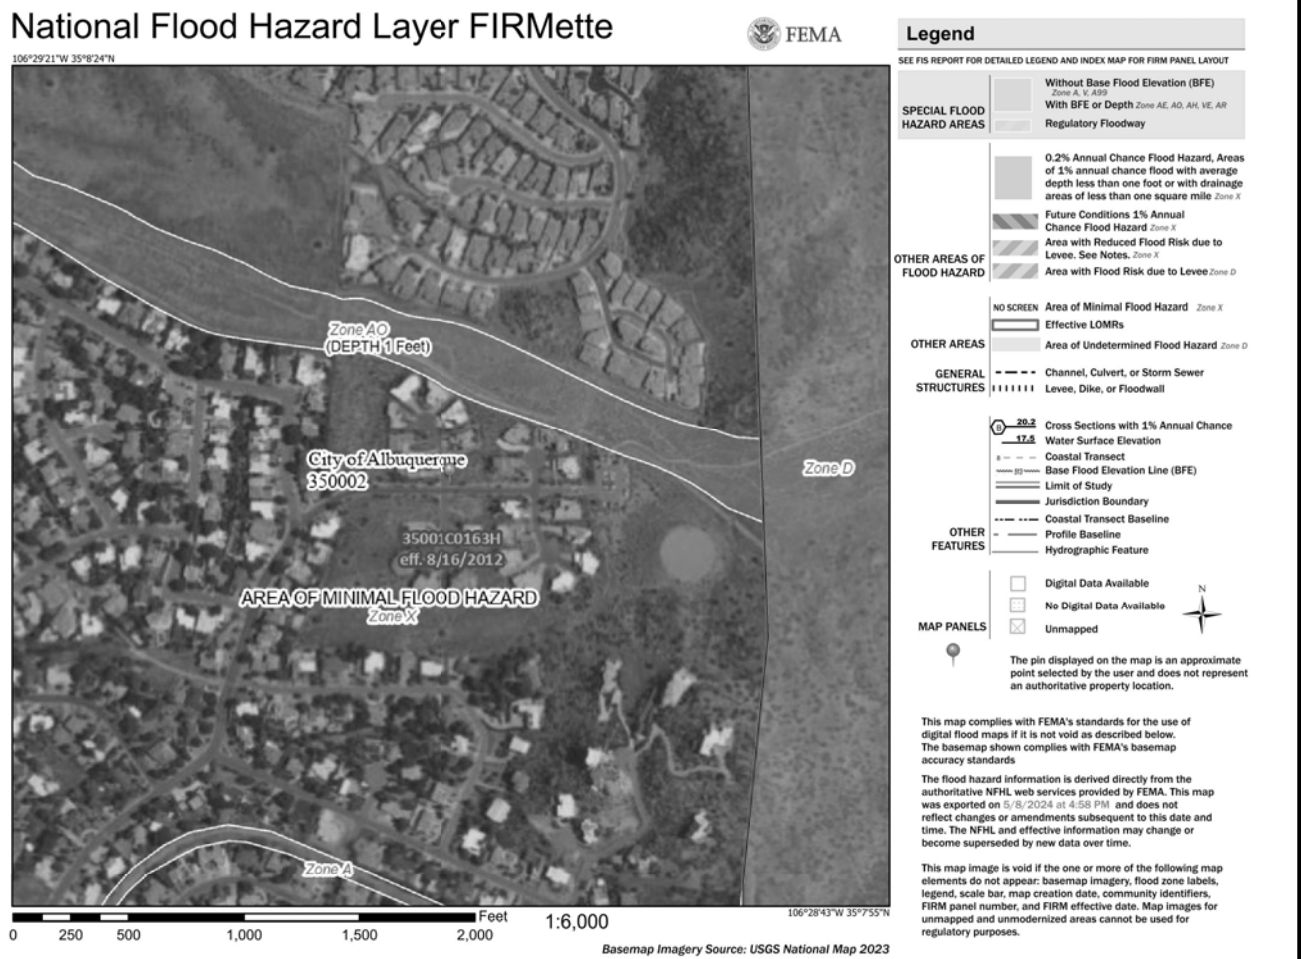 National Flood Hazard Layer FIRMette
FEMA
106°29'21"W 35°8'24"N
Zone AO
(DEPTH 1 Feet)
City of Albuquerque
350002
Zone D
35001C0163H
eff. 8/16/2012
AREA OF MINIMAL FLOOD HAZARD
Zone X
Zone A
106°28'43"W 35°7'55"N
Feet
1:6,000
0 250 500 1,000 1,500 2,000
Basemap Imagery Source: USGS National Map 2023
Legend
SEE FIS REPORT FOR DETAILED LEGEND AND INDEX MAP FOR FIRM PANEL LAYOUT
SPECIAL FLOOD
HAZARD AREAS
Without Base Flood Elevation (BFE)
Zone A, V, A99
With BFE or Depth Zone AE, AO, AH, VE, AR
Regulatory Floodway
0.2% Annual Chance Flood Hazard, Areas
of 1% annual chance flood with average
depth less than one foot or with drainage
areas of less than one square mile Zone X
Future Conditions 1% Annual
Chance Flood Hazard Zone X
Area with Reduced Flood Risk due to
Levee. See Notes. Zone X
Area with Flood Risk due to Levee Zone D
OTHER AREAS OF
FLOOD HAZARD
NO SCREEN Area of Minimal Flood Hazard Zone X
Effective LOMRs
OTHER AREAS
Area of Undetermined Flood Hazard Zone D
GENERAL
STRUCTURES
Channel, Culvert, or Storm Sewer
Levee, Dike, or Floodwall
B 20.2 Cross Sections with 1% Annual Chance
17.5 Water Surface Elevation
Coastal Transect
Base Flood Elevation Line (BFE)
Limit of Study
Jurisdiction Boundary
Coastal Transect Baseline
OTHER
FEATURES
Profile Baseline
Hydrographic Feature
Digital Data Available
No Digital Data Available
MAP PANELS
Unmapped
N
The pin displayed on the map is an approximate
point selected by the user and does not represent
an authoritative property location.
This map complies with FEMA's standards for the use of
digital flood maps if it is not void as described below.
The basemap shown complies with FEMA's basemap
accuracy standards
The flood hazard information is derived directly from the
authoritative NFHL web services provided by FEMA. This map
was exported on 5/8/2024 at 4:58 PM and does not
reflect changes or amendments subsequent to this date and
time. The NFHL and effective information may change or
become superseded by new data over time.
This map image is void if the one or more of the following map
elements do not appear: basemap imagery, flood zone labels,
legend, scale bar, map creation date, community identifiers,
FIRM panel number, and FIRM effective date. Map images for
unmapped and unmodernized areas cannot be used for
regulatory purposes.